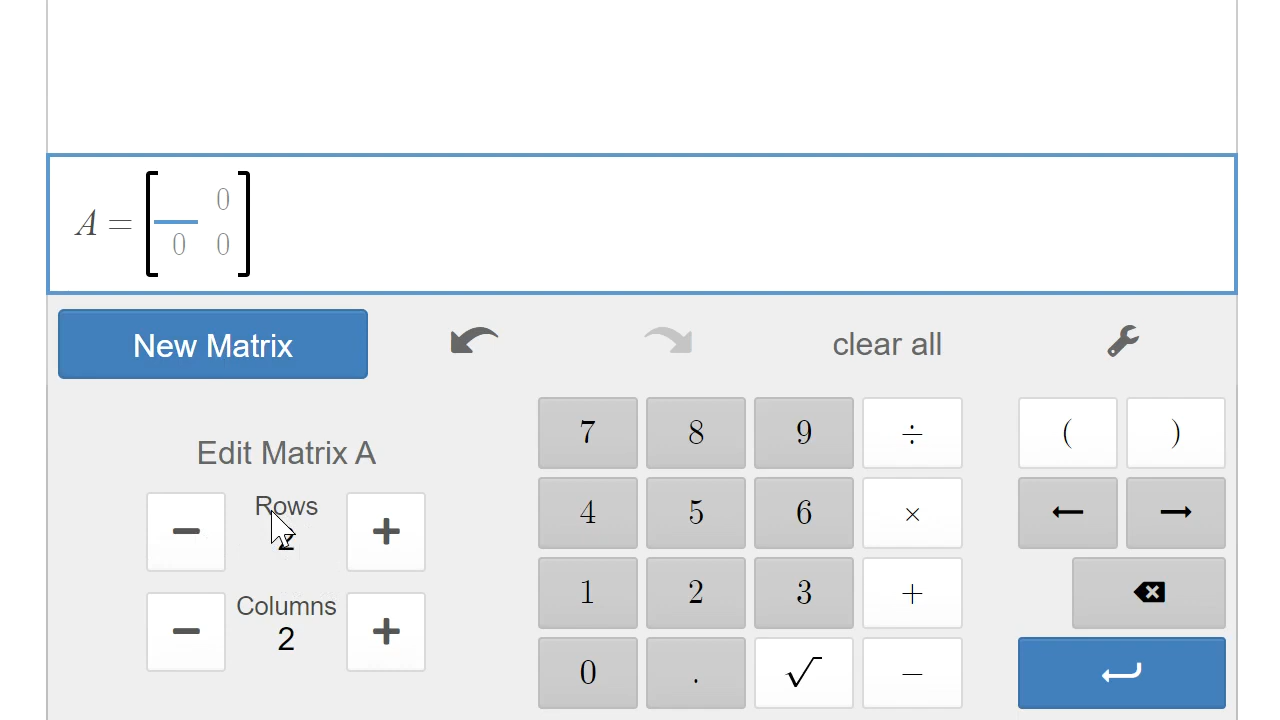 A = [ 0
0 0 ]
New Matrix
clear all
Edit Matrix A
Rows
2
Columns
2
7 8 9 ÷ ( )
4 5 6 × ← →
1 2 3 +
0 . √ −